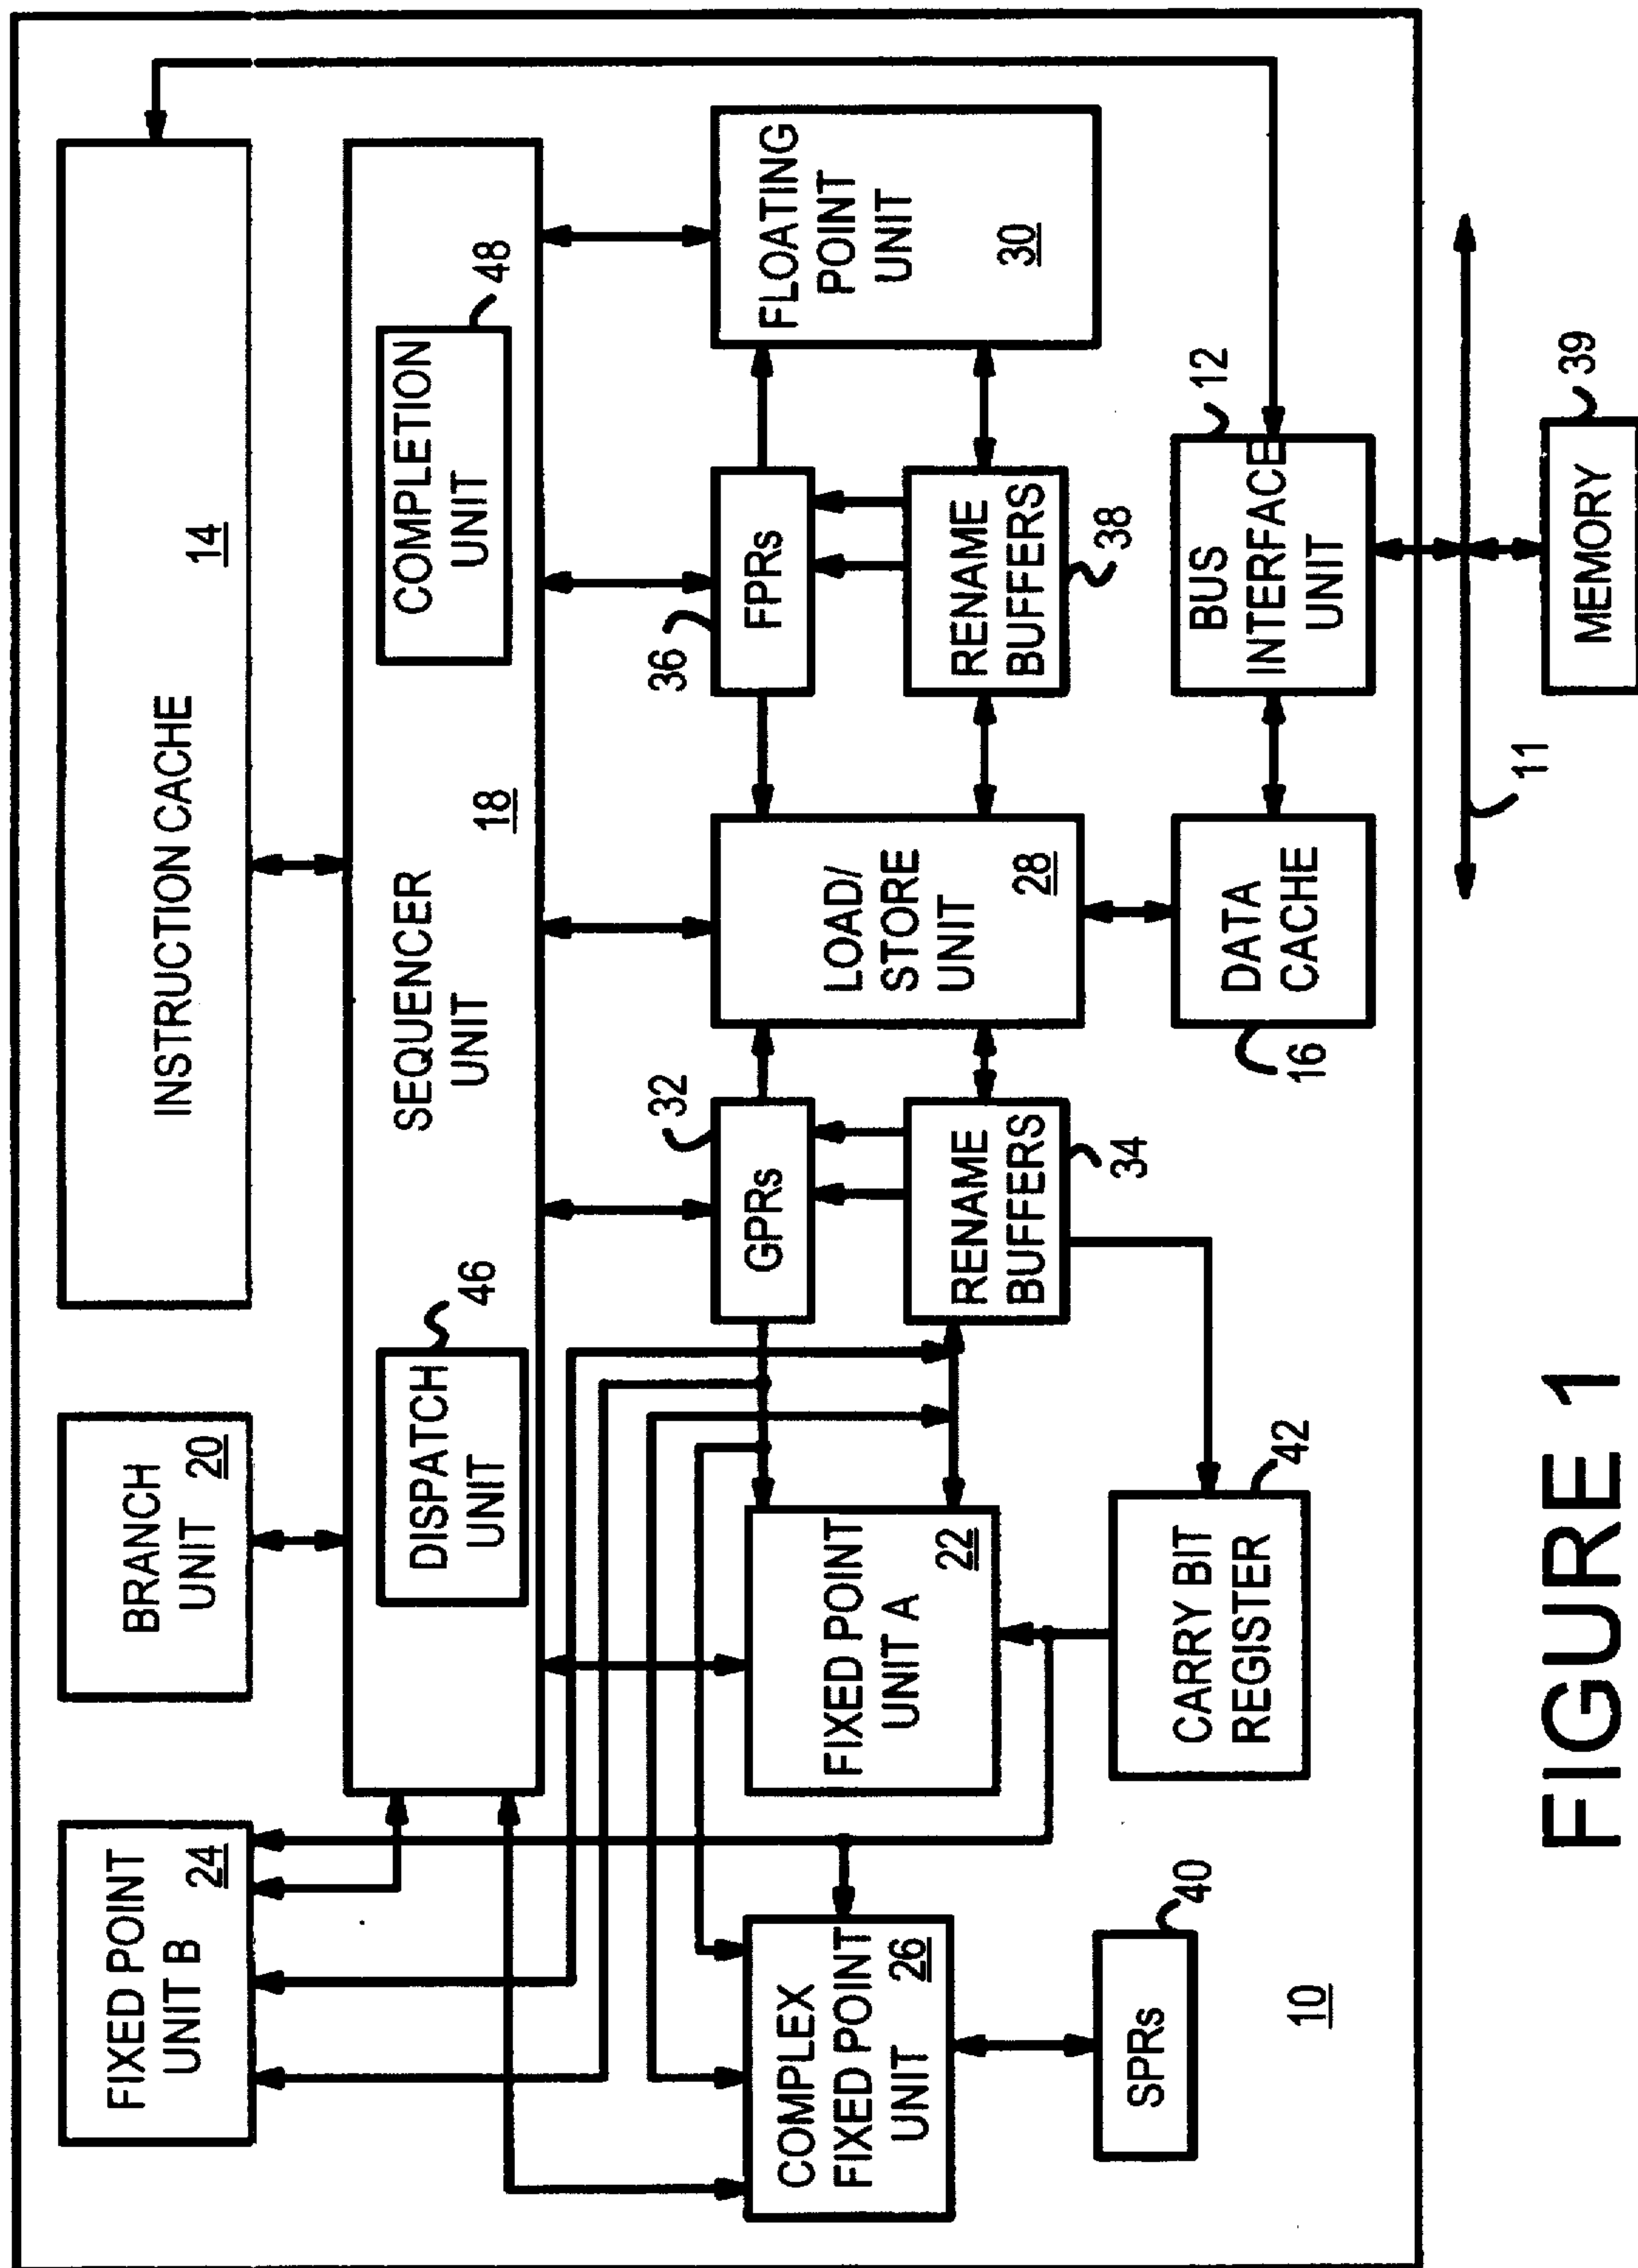 FIXED POINT
UNIT B
24
BRANCH
UNIT
20
INSTRUCTION CACHE
14
DISPATCH
UNIT
46
SEQUENCER
UNIT
18
COMPLETION
UNIT
48
COMPLEX
FIXED POINT
UNIT
26
FIXED POINT
UNIT A
22
GPRs
32
RENAME
BUFFERS
34
LOAD/
STORE
UNIT
28
FPRs
36
RENAME
BUFFERS
38
FLOATING
POINT
UNIT
30
SPRs
40
CARRY BIT
REGISTER
42
DATA
CACHE
16
BUS
INTERFACE
UNIT
12
10
11
MEMORY
39
FIGURE 1